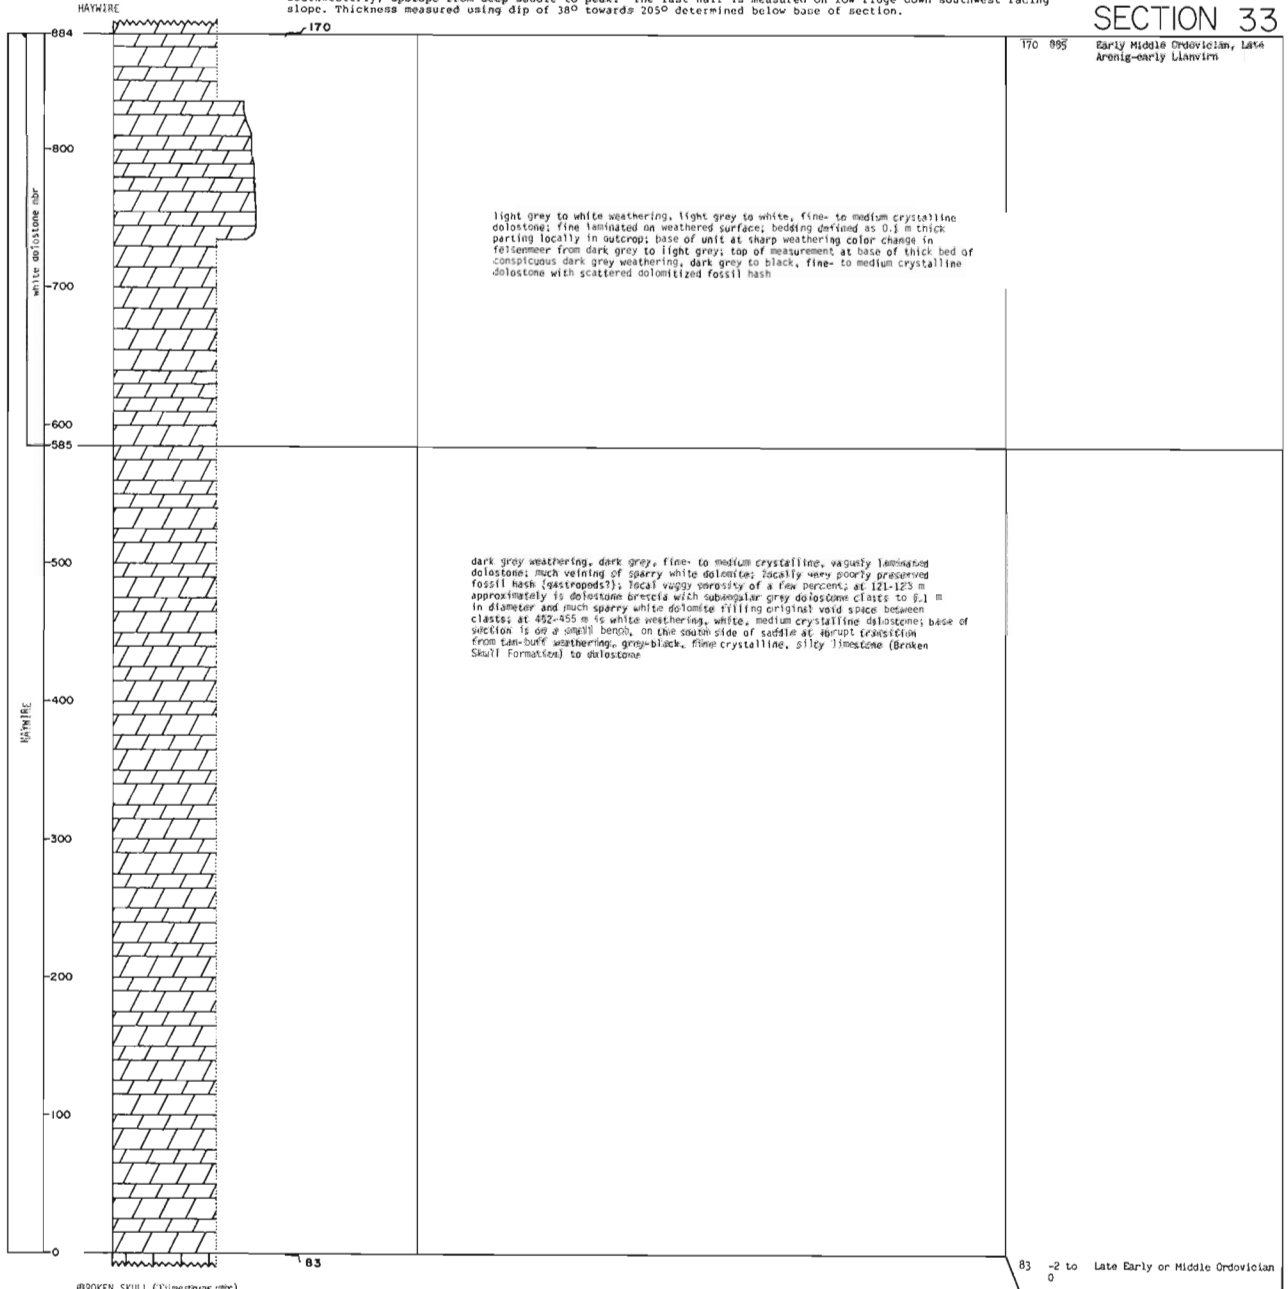 HAYWIRE
slope. Thickness measured using dip of 38° towards 205° determined below base of section.
SECTION 33
884
170
170 885 Early Middle Ordovician, Late
Arenig-early Llanvirn
800
white dolostone mbr
light grey to white weathering, light grey to white, fine- to medium crystalline
dolostone; fine laminated on weathered surface; bedding defined as 0.1 m thick
parting locally in outcrop; base of unit at sharp weathering color change in
felsenmeer from dark grey to light grey; top of measurement at base of thick bed of
conspicuous dark grey weathering, dark grey to black, fine- to medium crystalline
dolostone with scattered dolomitized fossil hash
700
600
585
500
dark grey weathering, dark grey, fine- to medium crystalline, vaguely laminated
dolostone; much veining of sparry white dolomite; locally very poorly preserved
fossil hash (gastropods?); local vuggy porosity of a few percent; at 121-123 m
approximately is dolostone breccia with subangular grey dolostone clasts to 0.1 m
in diameter and much sparry white dolomite filling original void space between
clasts; at 452-455 m is white weathering, white, medium crystalline dolostone; base of
section is on a small bench, on the south side of saddle at abrupt transition
from tan-buff weathering, grey-black, fine crystalline, silty limestone (Broken
Skull Formation) to dolostone
400
HAYWIRE
300
200
100
0
83
83 -2 to Late Early or Middle Ordovician
0
BROKEN SKULL